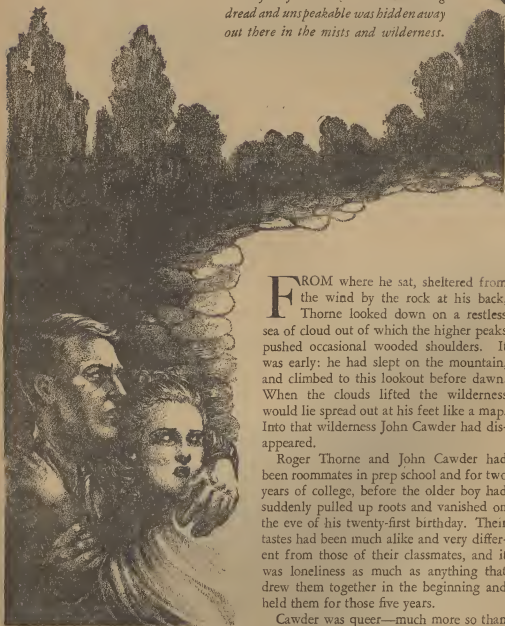 dread and unspeakable was hidden away
out there in the mists and wilderness.
FROM where he sat, sheltered from
the wind by the rock at his back,
Thorne looked down on a restless
sea of cloud out of which the higher peaks
pushed occasional wooded shoulders. It
was early: he had slept on the mountain,
and climbed to this lookout before dawn.
When the clouds lifted the wilderness
would lie spread out at his feet like a map.
Into that wilderness John Cawder had dis-
appeared.
Roger Thorne and John Cawder had
been roommates in prep school and for two
years of college, before the older boy had
suddenly pulled up roots and vanished on
the eve of his twenty-first birthday. Their
tastes had been much alike and very differ-
ent from those of their classmates, and it
was loneliness as much as anything that
drew them together in the beginning and
held them for those five years.
Cawder was queer—much more so than